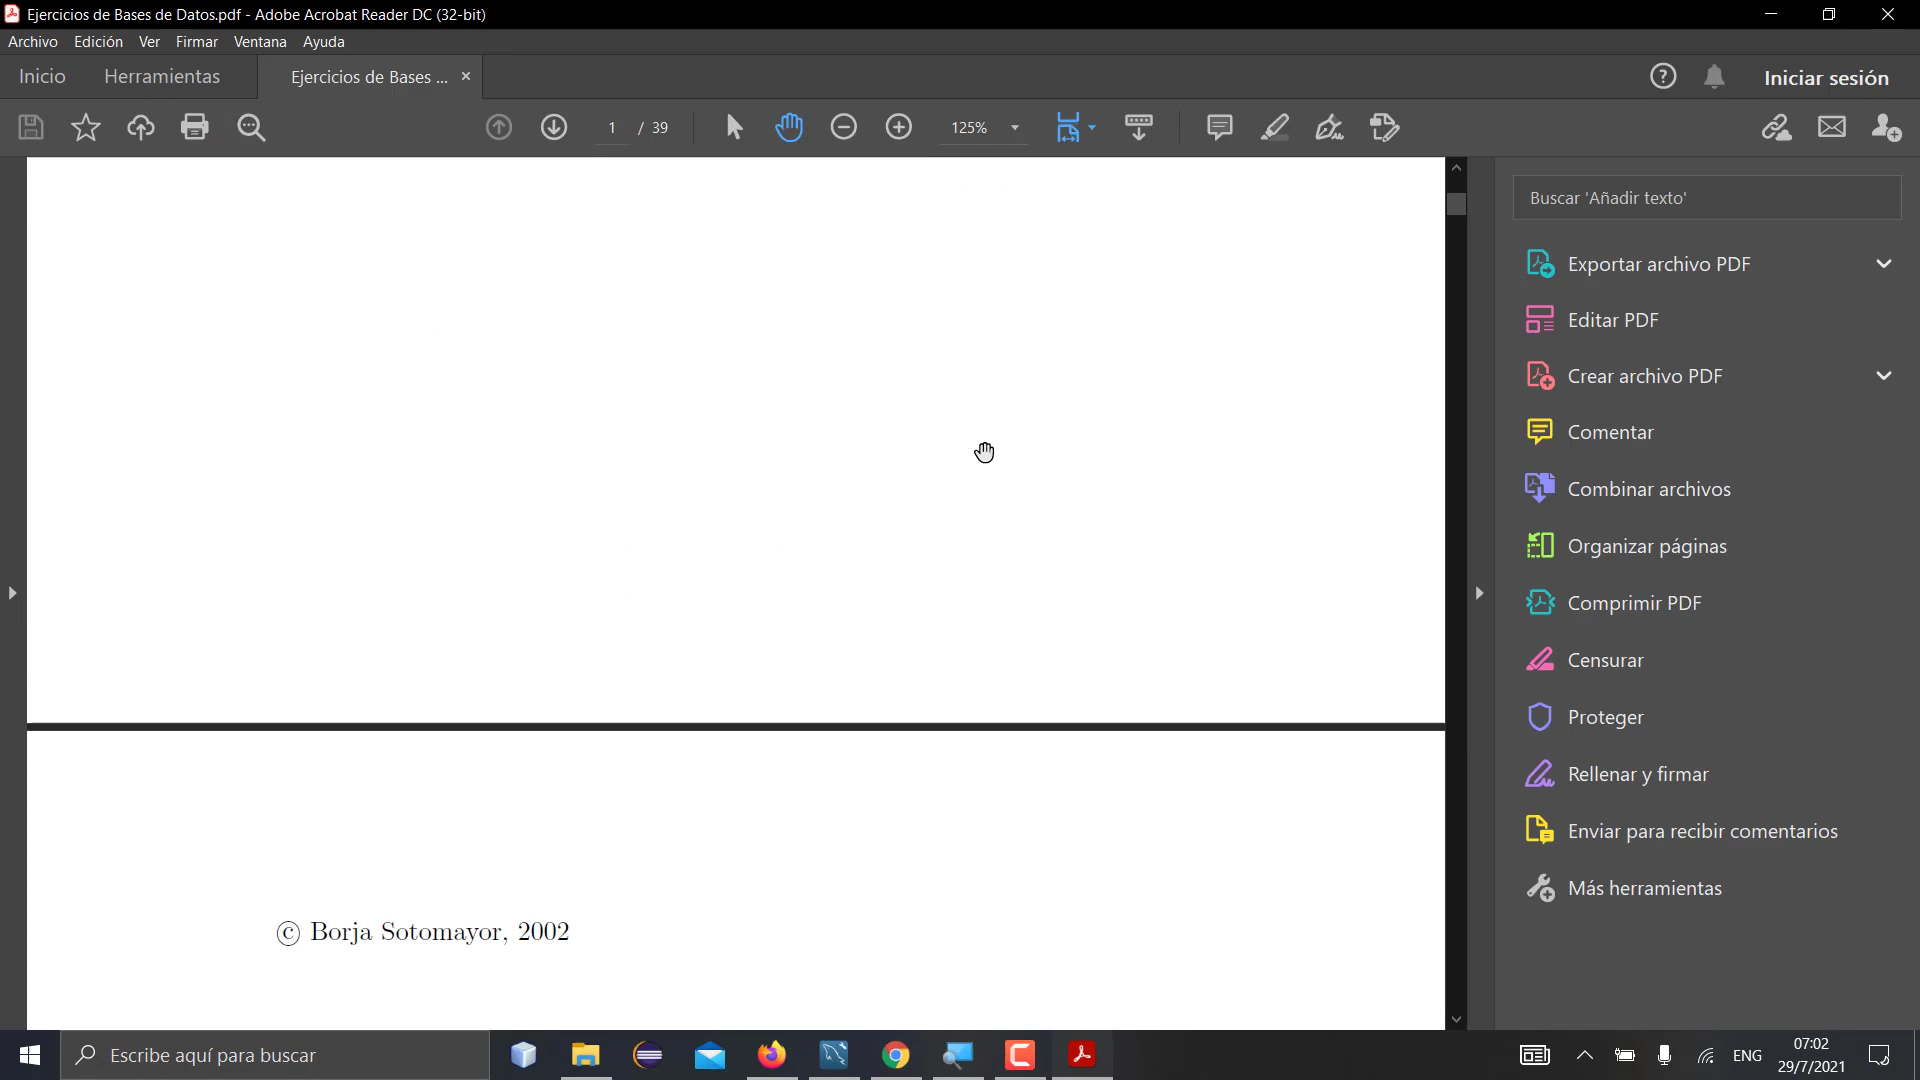 Ejercicios de Bases de Datos.pdf - Adobe Acrobat Reader DC (32-bit)
Archivo Edición Ver Firmar Ventana Ayuda
Inicio Herramientas Ejercicios de Bases ... Iniciar sesión
1 / 39 125%
Buscar 'Añadir texto'
Exportar archivo PDF
Editar PDF
Crear archivo PDF
Comentar
Combinar archivos
Organizar páginas
Comprimir PDF
Censurar
Proteger
Rellenar y firmar
Enviar para recibir comentarios
Más herramientas
© Borja Sotomayor, 2002
Escribe aquí para buscar
ENG
07:02
29/7/2021